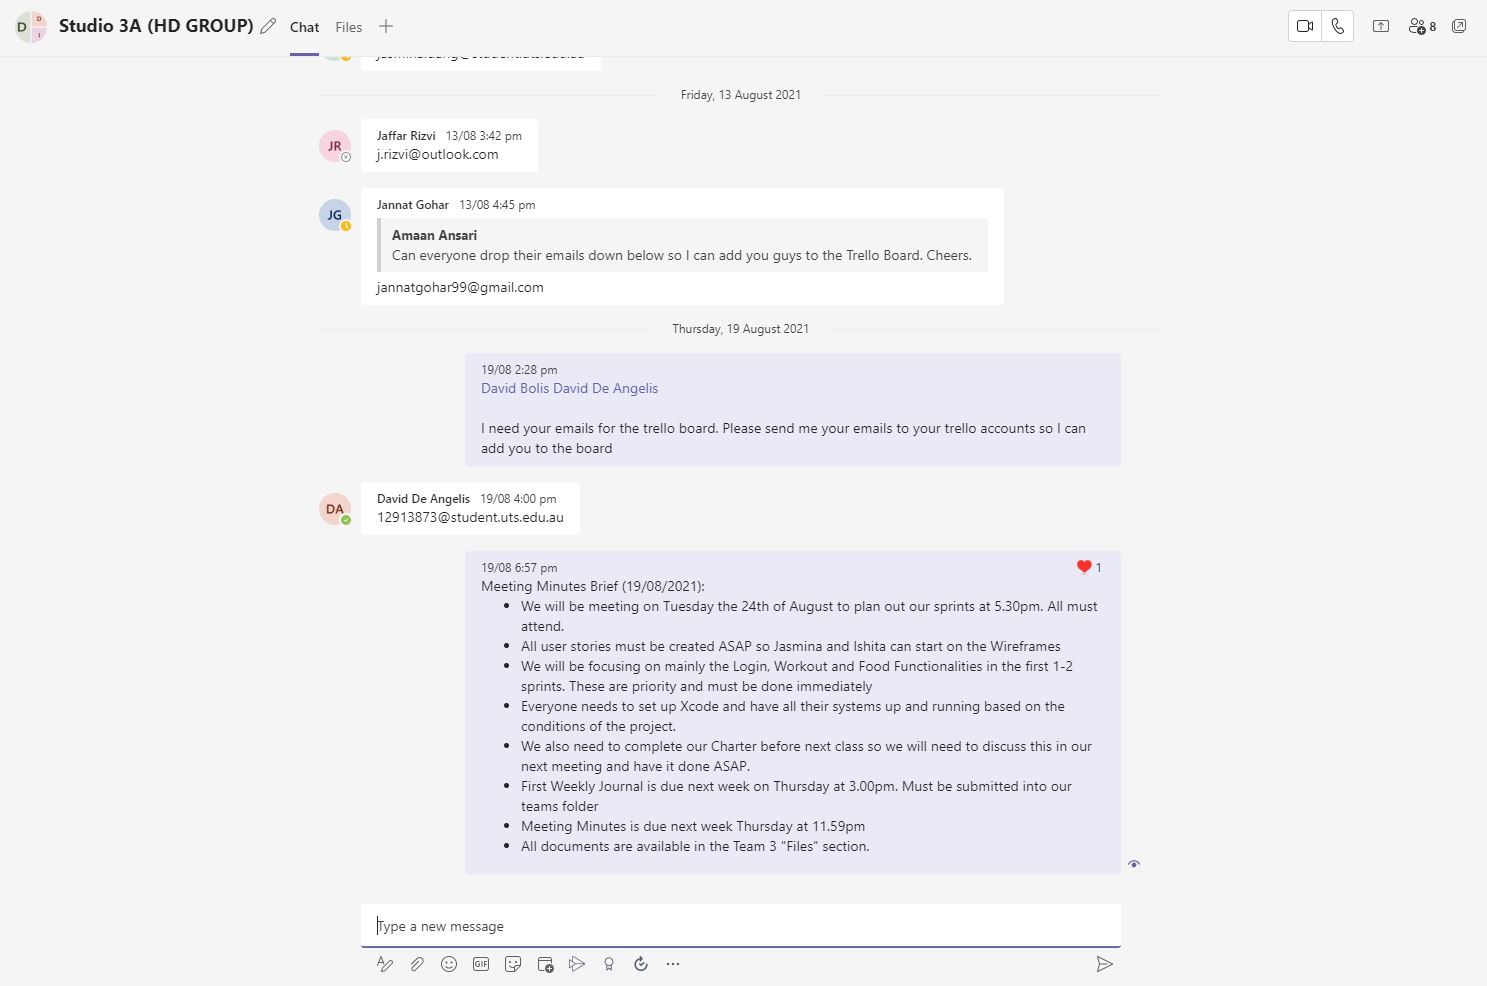 D
D
I
Studio 3A (HD GROUP)
Chat
Files
8
Friday, 13 August 2021
JR
Jaffar Rizvi 13/08 3:42 pm
j.rizvi@outlook.com
JG
Jannat Gohar 13/08 4:45 pm
Amaan Ansari
Can everyone drop their emails down below so I can add you guys to the Trello Board. Cheers.
jannatgohar99@gmail.com
Thursday, 19 August 2021
19/08 2:28 pm
David Bolis David De Angelis
I need your emails for the trello board. Please send me your emails to your trello accounts so I can
add you to the board
DA
David De Angelis 19/08 4:00 pm
12913873@student.uts.edu.au
19/08 6:57 pm
1
Meeting Minutes Brief (19/08/2021):
• We will be meeting on Tuesday the 24th of August to plan out our sprints at 5.30pm. All must
attend.
• All user stories must be created ASAP so Jasmina and Ishita can start on the Wireframes
• We will be focusing on mainly the Login, Workout and Food Functionalities in the first 1-2
sprints. These are priority and must be done immediately
• Everyone needs to set up Xcode and have all their systems up and running based on the
conditions of the project.
• We also need to complete our Charter before next class so we will need to discuss this in our
next meeting and have it done ASAP.
• First Weekly Journal is due next week on Thursday at 3.00pm. Must be submitted into our
teams folder
• Meeting Minutes is due next week Thursday at 11.59pm
• All documents are available in the Team 3 "Files" section.
Type a new message
GIF